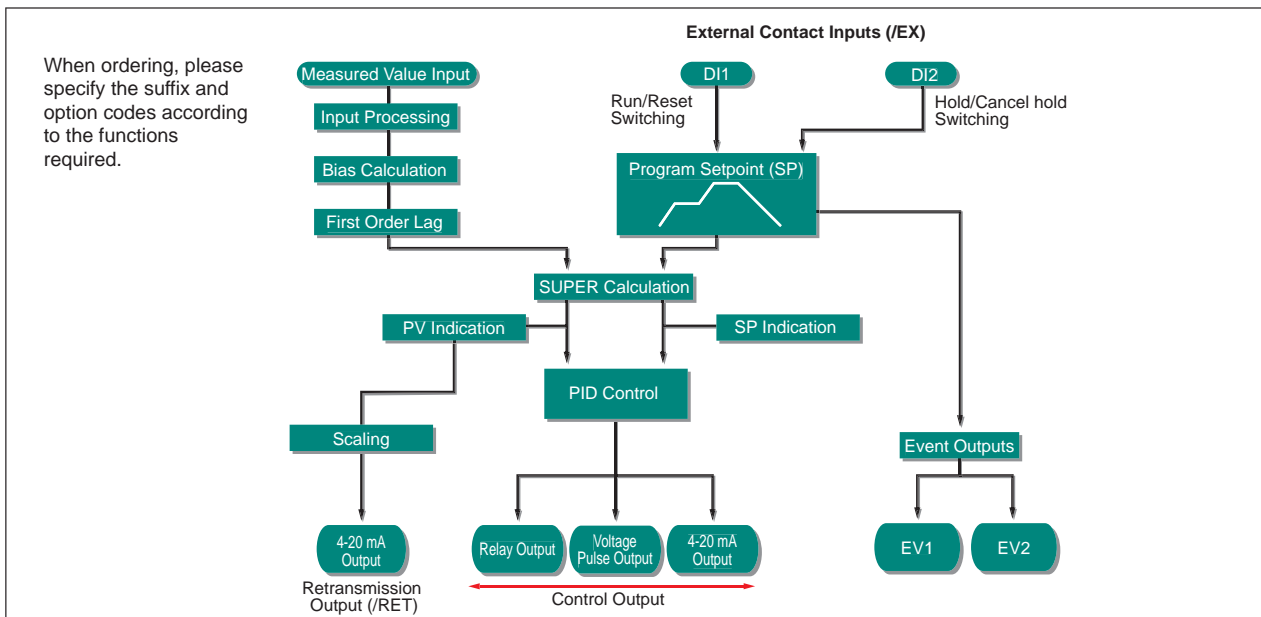 External Contact Inputs (/EX)
When ordering, please
specify the suffix and
option codes according
to the functions
required.
Measured Value Input
DI1
DI2
Run/Reset
Switching
Hold/Cancel hold
Switching
Input Processing
Bias Calculation
Program Setpoint (SP)
First Order Lag
SUPER Calculation
PV Indication
SP Indication
PID Control
Scaling
Event Outputs
4-20 mA
Output
Relay Output
Voltage
Pulse Output
4-20 mA
Output
EV1
EV2
Retransmission
Output (/RET)
Control Output